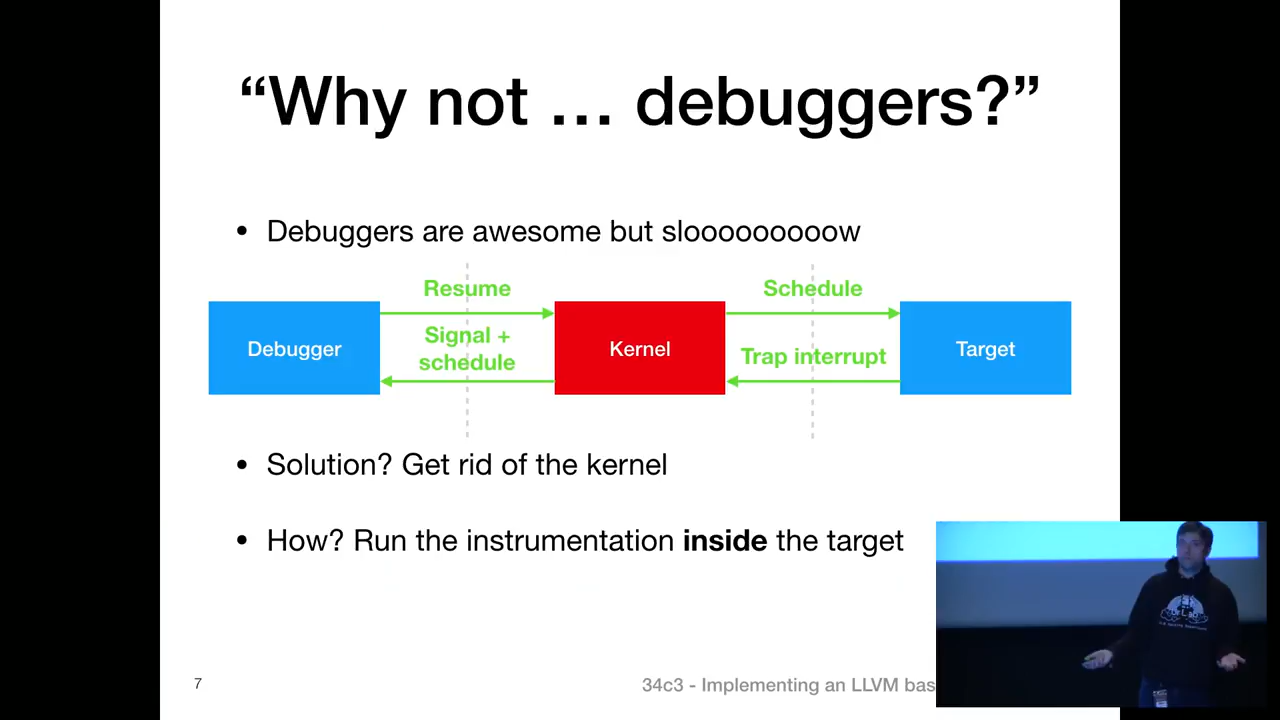 “Why not ... debuggers?”
• Debuggers are awesome but slooooooooow
Resume
Schedule
Signal +
schedule
Trap interrupt
Debugger
Kernel
Target
• Solution? Get rid of the kernel
• How? Run the instrumentation inside the target
7
34c3 - Implementing an LLVM bas